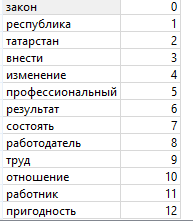 закон 0
республика 1
татарстан 2
внести 3
изменение 4
профессиональный 5
результат 6
состоять 7
работодатель 8
труд 9
отношение 10
работник 11
пригодность 12